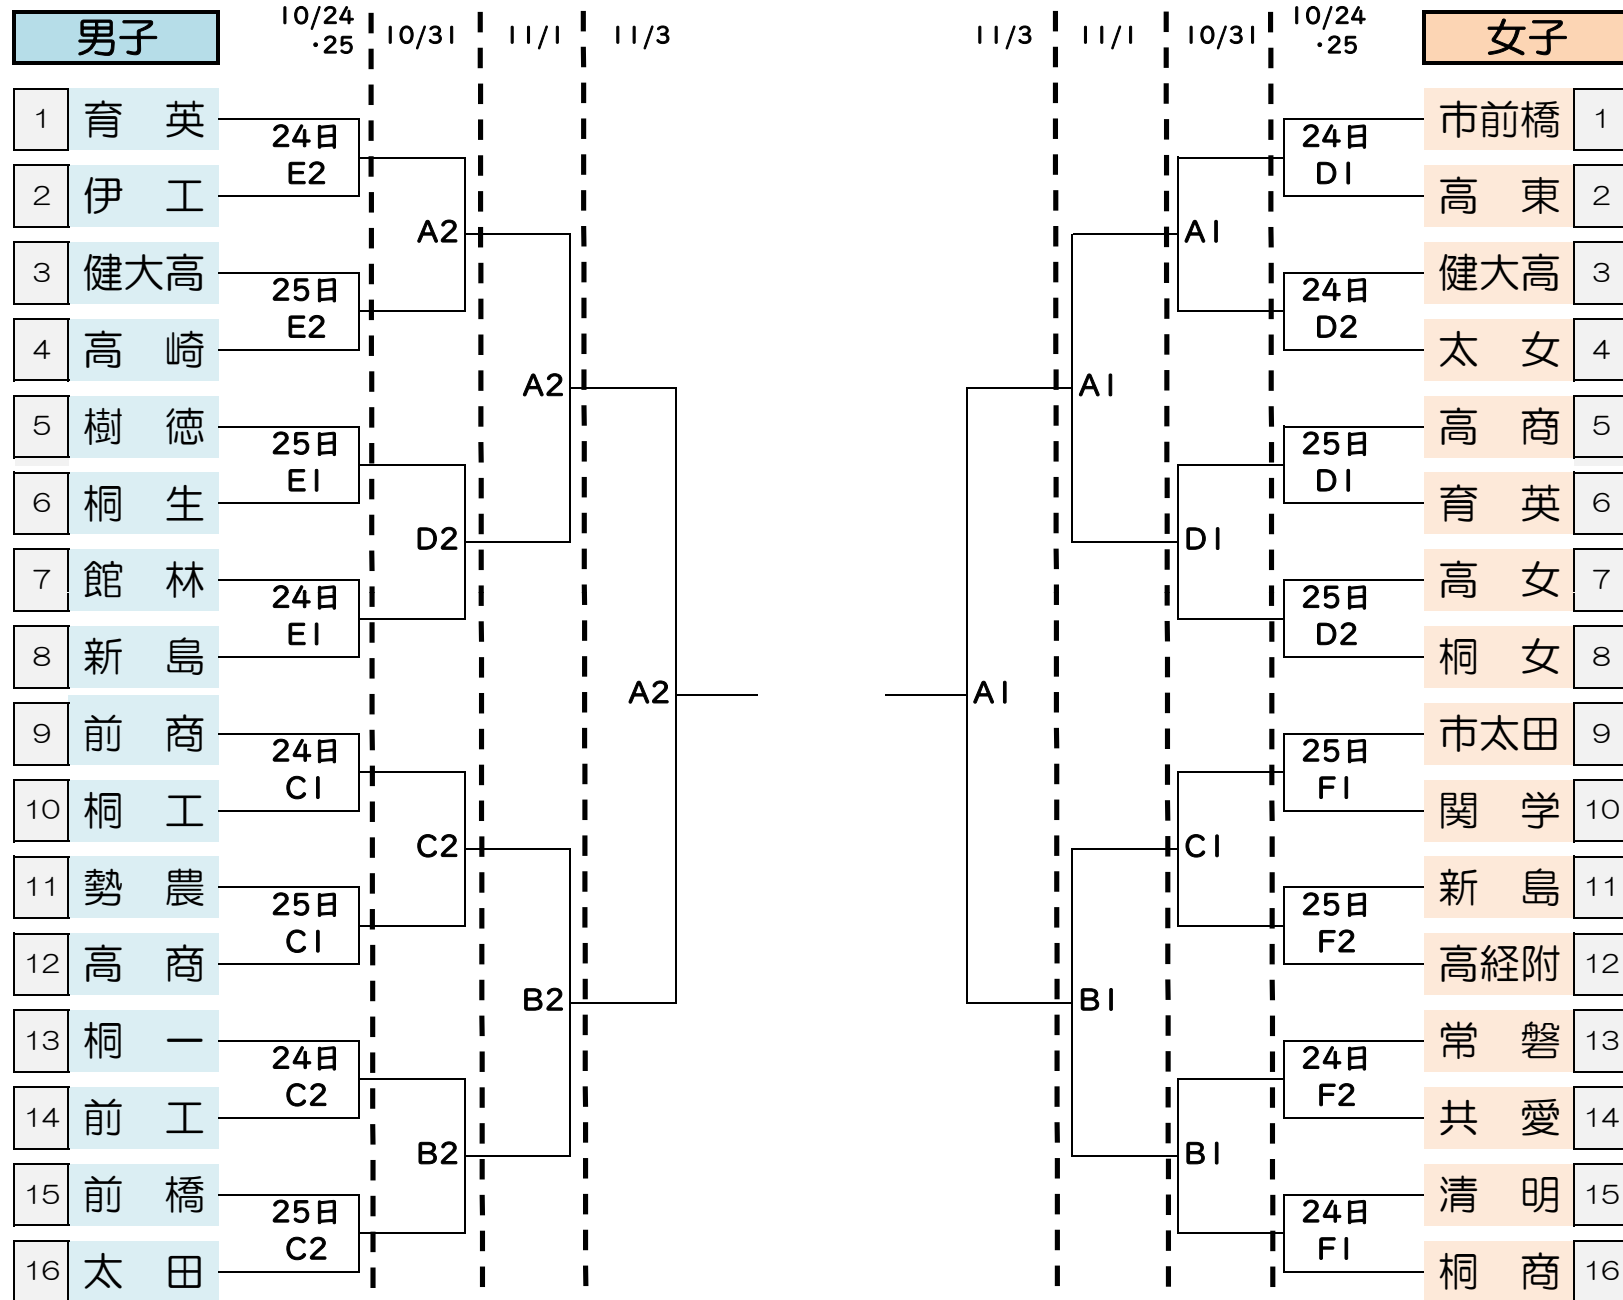 男子 10/24・25 10/31 11/1 11/3
11/3 11/1 10/31 10/24・25 女子
1 育 英
24日
E2
2 伊 工
A2
3 健大高
25日
E2
4 高 崎
A2
5 樹 徳
25日
E1
6 桐 生
D2
7 館 林
24日
E1
8 新 島
A2
9 前 商
24日
C1
10 桐 工
C2
11 勢 農
25日
C1
12 高 商
B2
13 桐 一
24日
C2
14 前 工
B2
15 前 橋
25日
C2
16 太 田
市前橋 1
24日
D1
高 東 2
A1
健大高 3
24日
D2
太 女 4
A1
高 商 5
25日
D1
育 英 6
D1
高 女 7
25日
D2
桐 女 8
A1
市太田 9
25日
F1
関 学 10
C1
新 島 11
25日
F2
高経附 12
B1
常 磐 13
24日
F2
共 愛 14
B1
清 明 15
24日
F1
桐 商 16